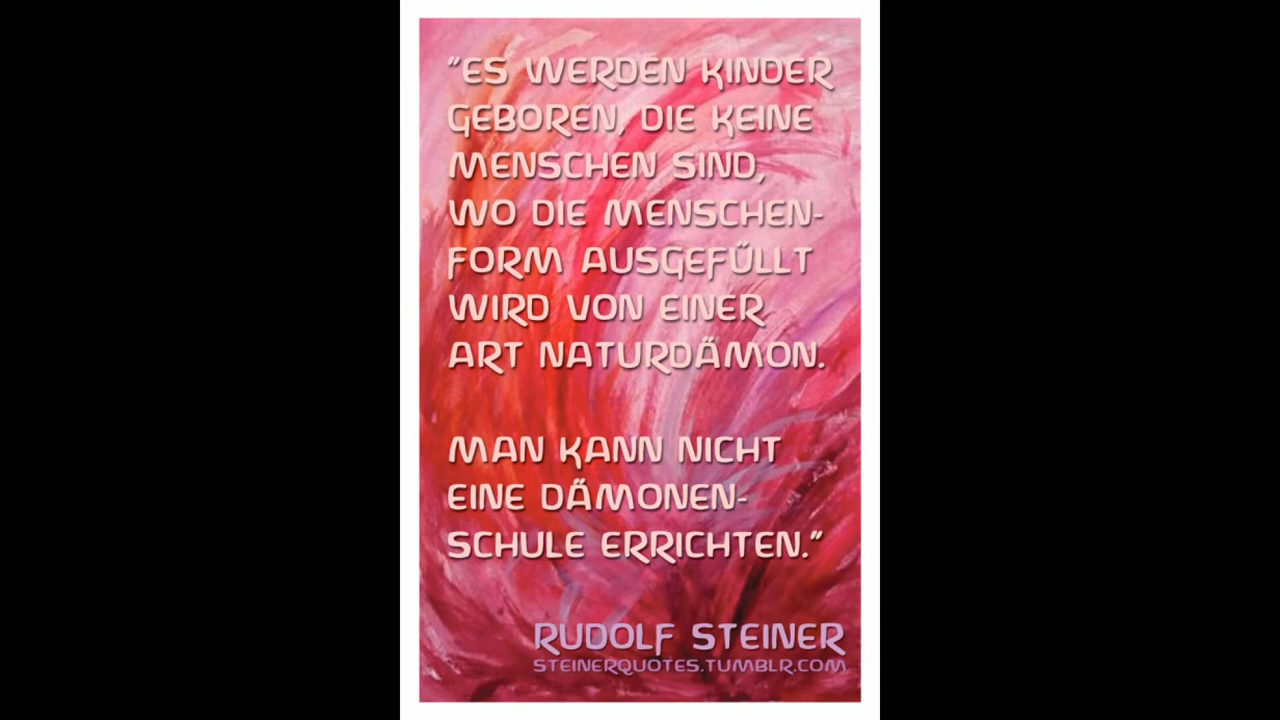 "ES WERDEN KINDER
GEBOREN, DIE KEINE
MENSCHEN SIND,
WO DIE MENSCHEN-
FORM AUSGEFÜLLT
WIRD VON EINER
ART NATURDÄMON.
MAN KANN NICHT
EINE DÄMONEN-
SCHULE ERRICHTEN."
RUDOLF STEINER
STEINERQUOTES.TUMBLR.COM